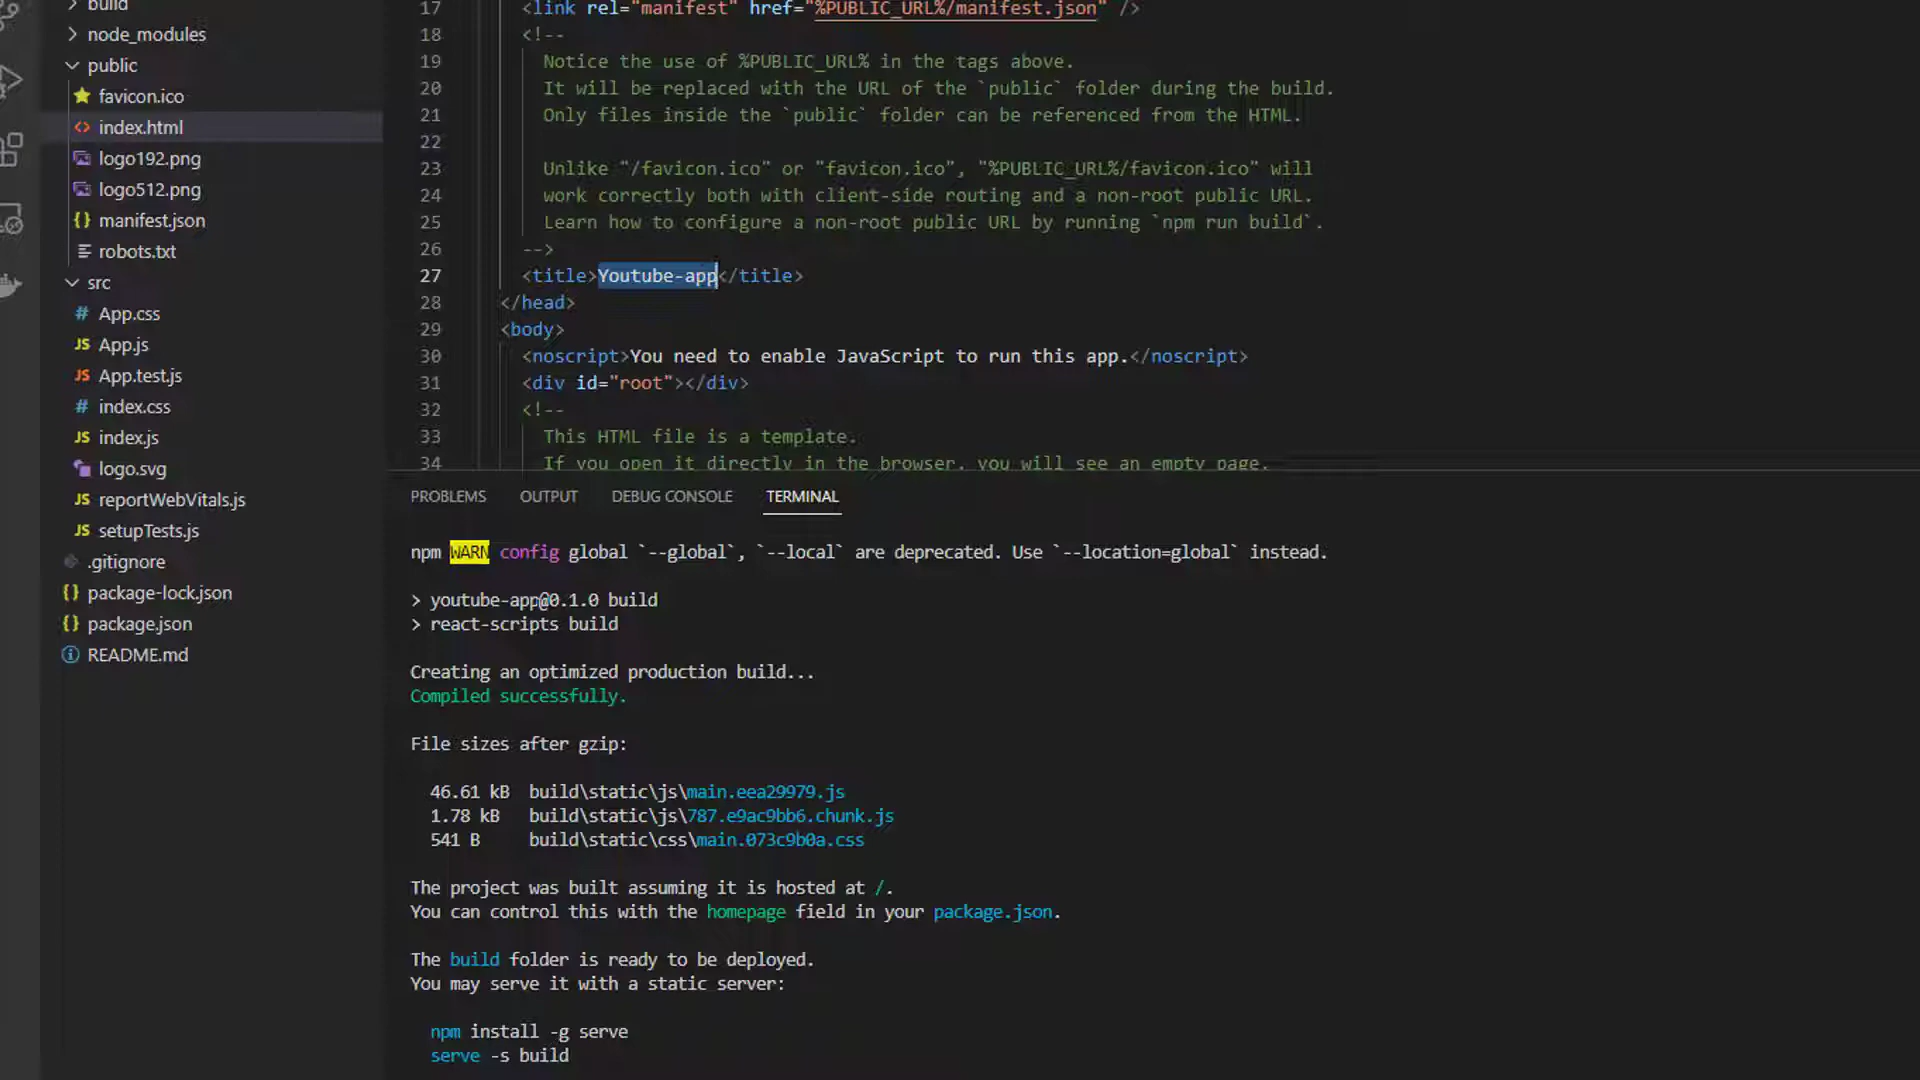 build
node_modules
public
favicon.ico
index.html
logo192.png
logo512.png
manifest.json
robots.txt
src
App.css
App.js
App.test.js
index.css
index.js
logo.svg
reportWebVitals.js
setupTests.js
.gitignore
package-lock.json
package.json
README.md
17 <link rel="manifest" href="%PUBLIC_URL%/manifest.json" />
18 <!--
19 Notice the use of %PUBLIC_URL% in the tags above.
20 It will be replaced with the URL of the `public` folder during the build.
21 Only files inside the `public` folder can be referenced from the HTML.
22
23 Unlike "/favicon.ico" or "favicon.ico", "%PUBLIC_URL%/favicon.ico" will
24 work correctly both with client-side routing and a non-root public URL.
25 Learn how to configure a non-root public URL by running `npm run build`.
26 -->
27 <title>Youtube-app</title>
28 </head>
29 <body>
30 <noscript>You need to enable JavaScript to run this app.</noscript>
31 <div id="root"></div>
32 <!--
33 This HTML file is a template.
34 If you open it directly in the browser, you will see an empty page.
PROBLEMS OUTPUT DEBUG CONSOLE TERMINAL
npm WARN config global `--global`, `--local` are deprecated. Use `--location=global` instead.
> youtube-app@0.1.0 build
> react-scripts build
Creating an optimized production build...
Compiled successfully.
File sizes after gzip:
46.61 kB build\static\js\main.eea29979.js
1.78 kB build\static\js\787.e9ac9bb6.chunk.js
541 B build\static\css\main.073c9b0a.css
The project was built assuming it is hosted at /.
You can control this with the homepage field in your package.json.
The build folder is ready to be deployed.
You may serve it with a static server:
npm install -g serve
serve -s build